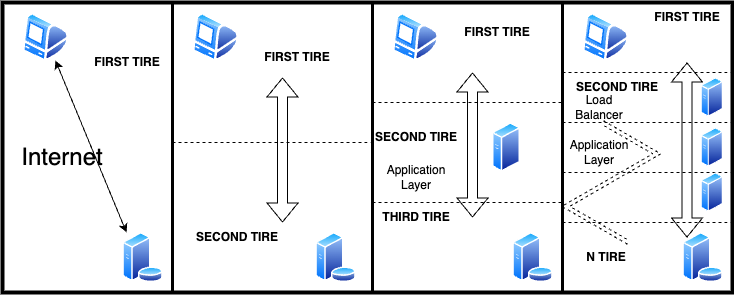 FIRST TIRE
Internet
FIRST TIRE
SECOND TIRE
FIRST TIRE
SECOND TIRE
Application
Layer
THIRD TIRE
FIRST TIRE
SECOND TIRE
Load
Balancer
Application
Layer
N TIRE